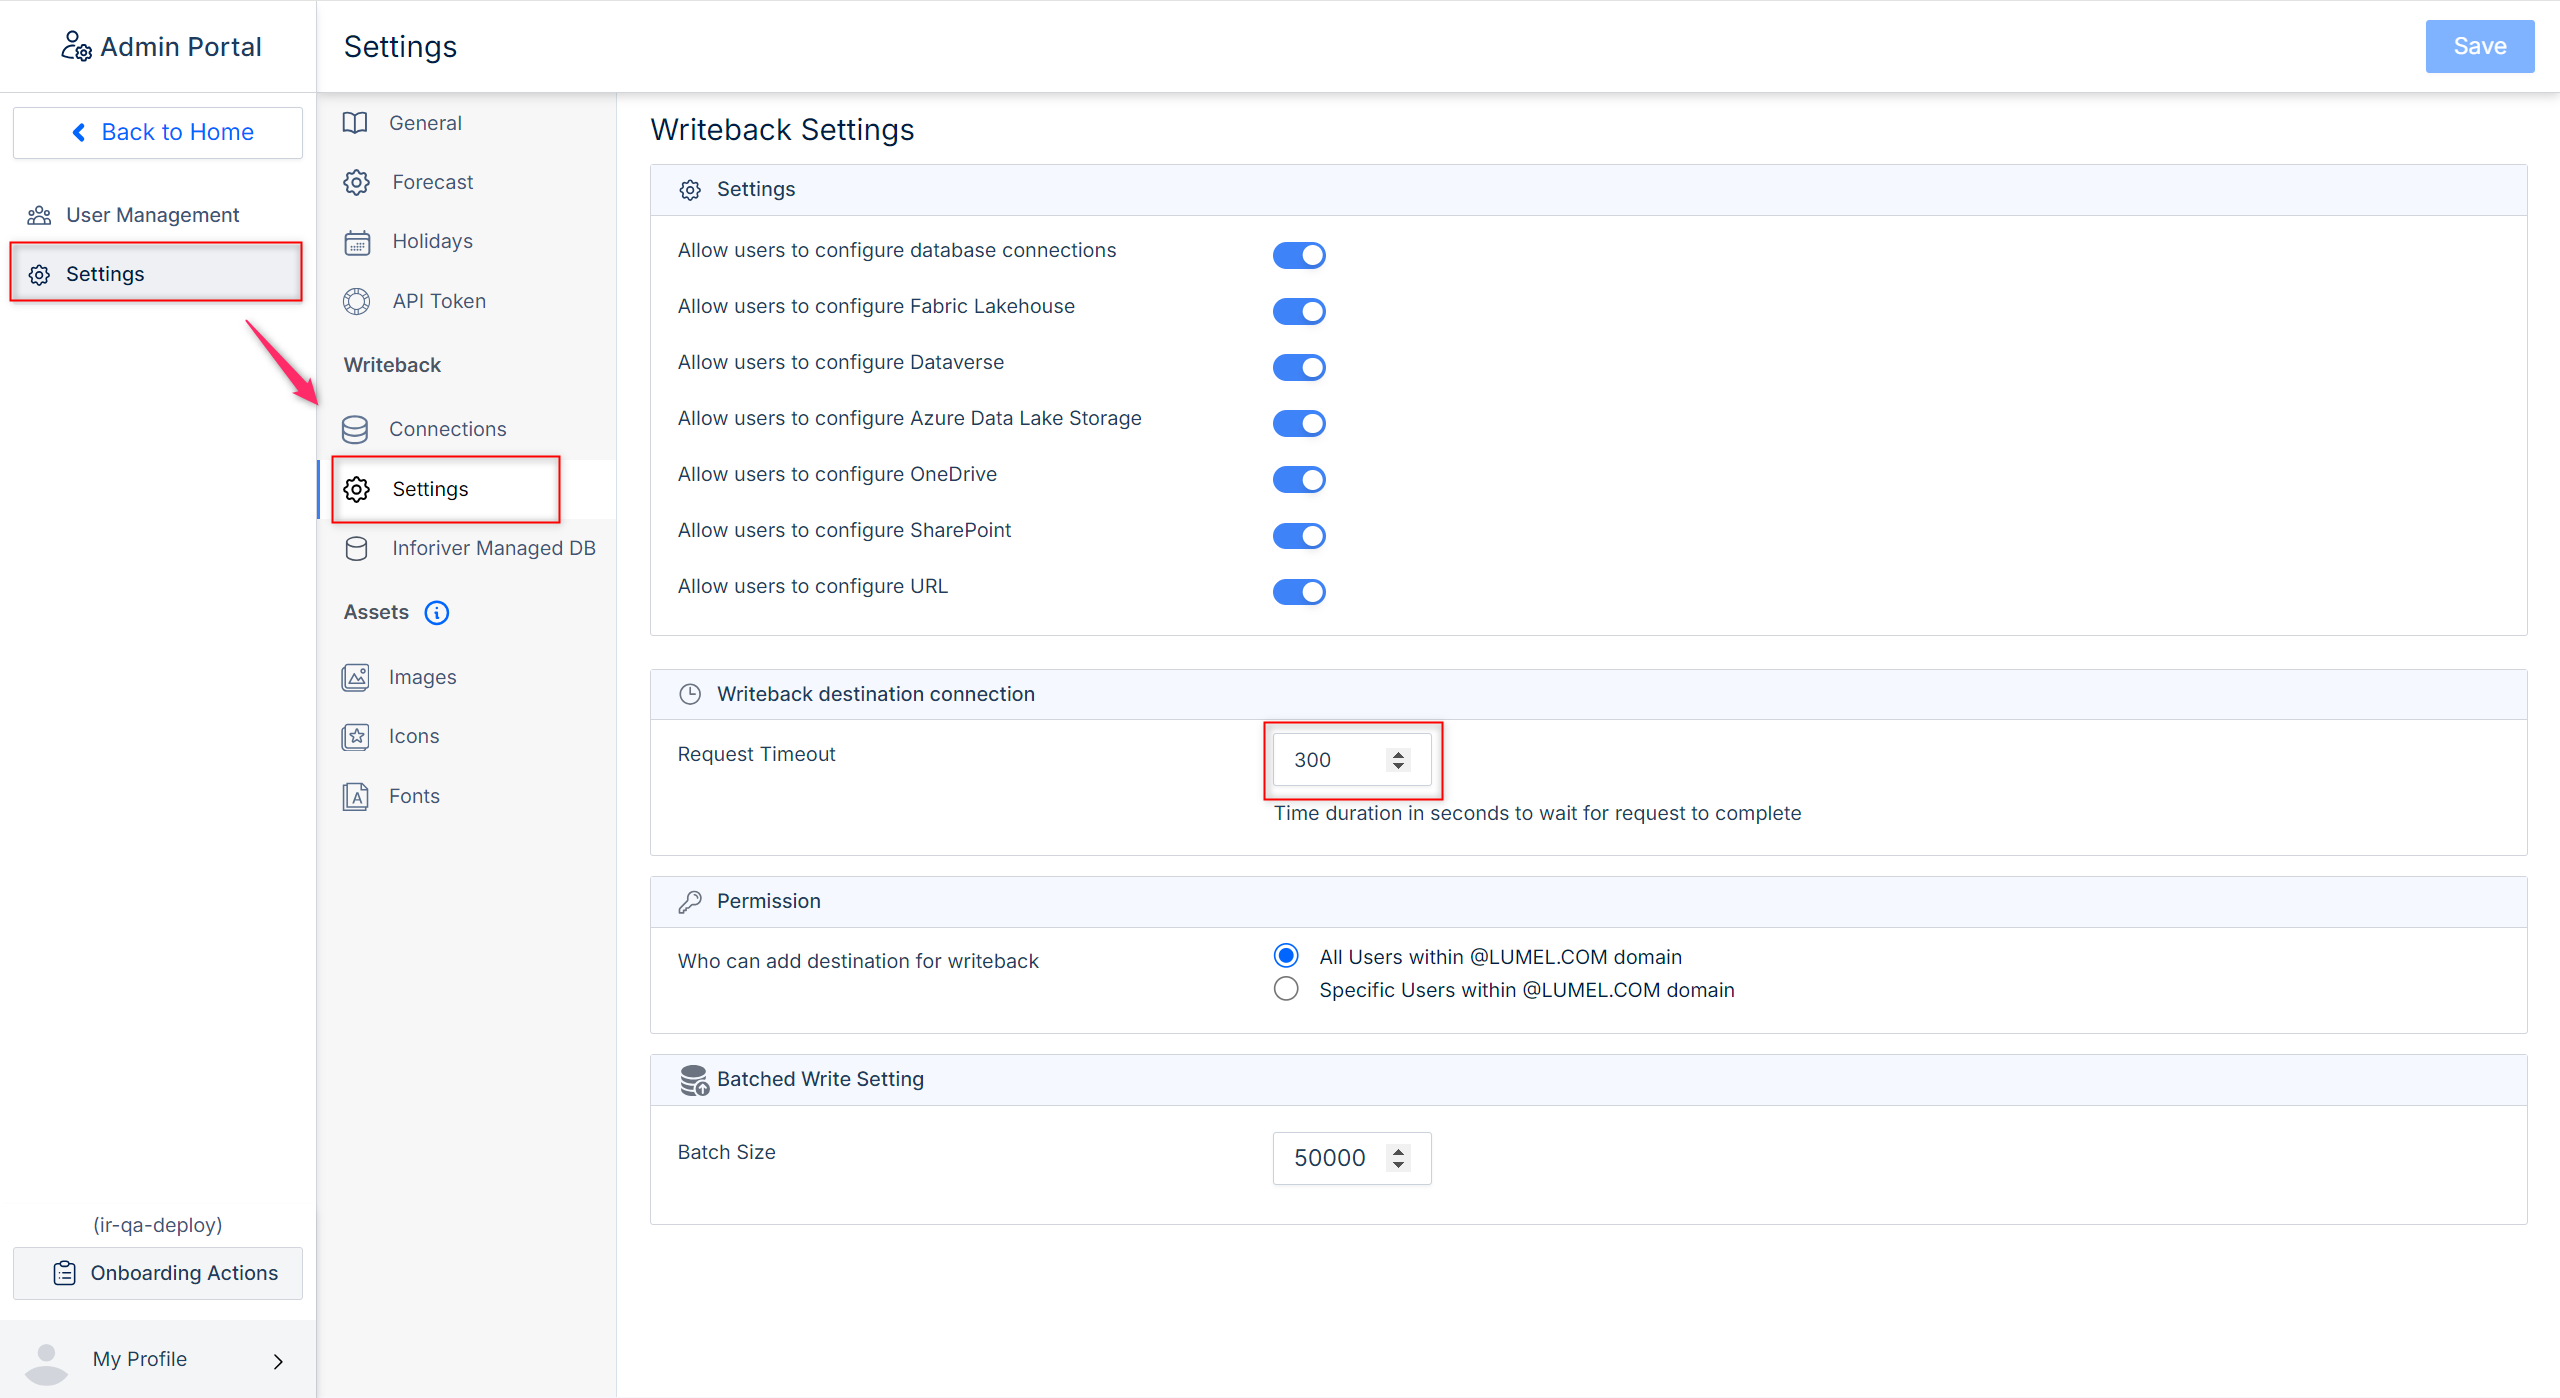 Admin Portal
Settings
Save
Back to Home
User Management
Settings
(ir-qa-deploy)
Onboarding Actions
My Profile
General
Forecast
Holidays
API Token
Writeback
Connections
Settings
Inforiver Managed DB
Assets
Images
Icons
Fonts
Writeback Settings
Settings
Allow users to configure database connections
Allow users to configure Fabric Lakehouse
Allow users to configure Dataverse
Allow users to configure Azure Data Lake Storage
Allow users to configure OneDrive
Allow users to configure SharePoint
Allow users to configure URL
Writeback destination connection
Request Timeout
300
Time duration in seconds to wait for request to complete
Permission
Who can add destination for writeback
All Users within @LUMEL.COM domain
Specific Users within @LUMEL.COM domain
Batched Write Setting
Batch Size
50000